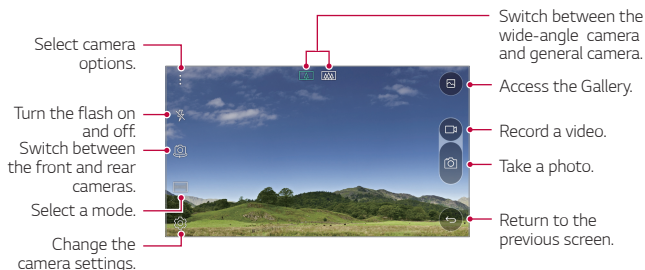 Select camera
options.
Turn the flash on
and off.
Switch between
the front and rear
cameras.
Select a mode.
Change the
camera settings.
Switch between the
wide-angle camera
and general camera.
Access the Gallery.
Record a video.
Take a photo.
Return to the
previous screen.